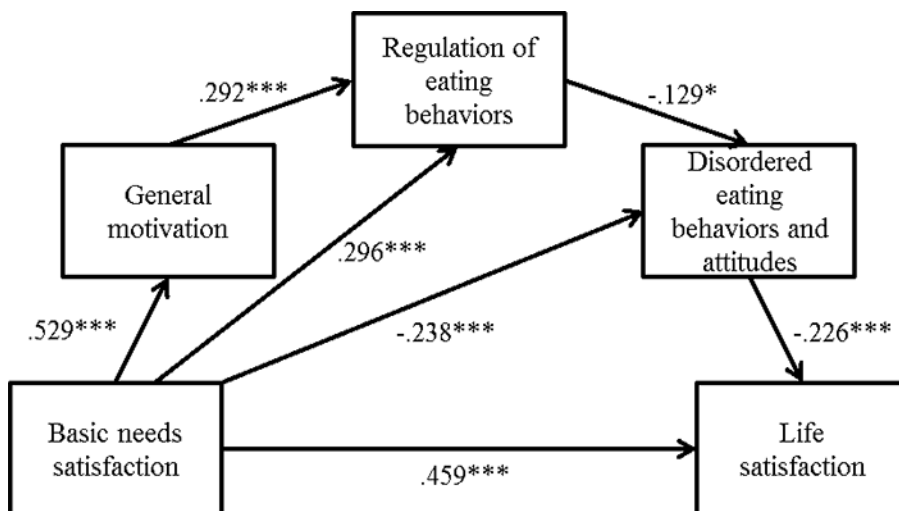 Regulation of
eating
behaviors
.292***
-.129*
General
motivation
Disordered
eating
behaviors and
attitudes
.296***
-.238***
.529***
-.226***
Basic needs
satisfaction
Life
satisfaction
.459***